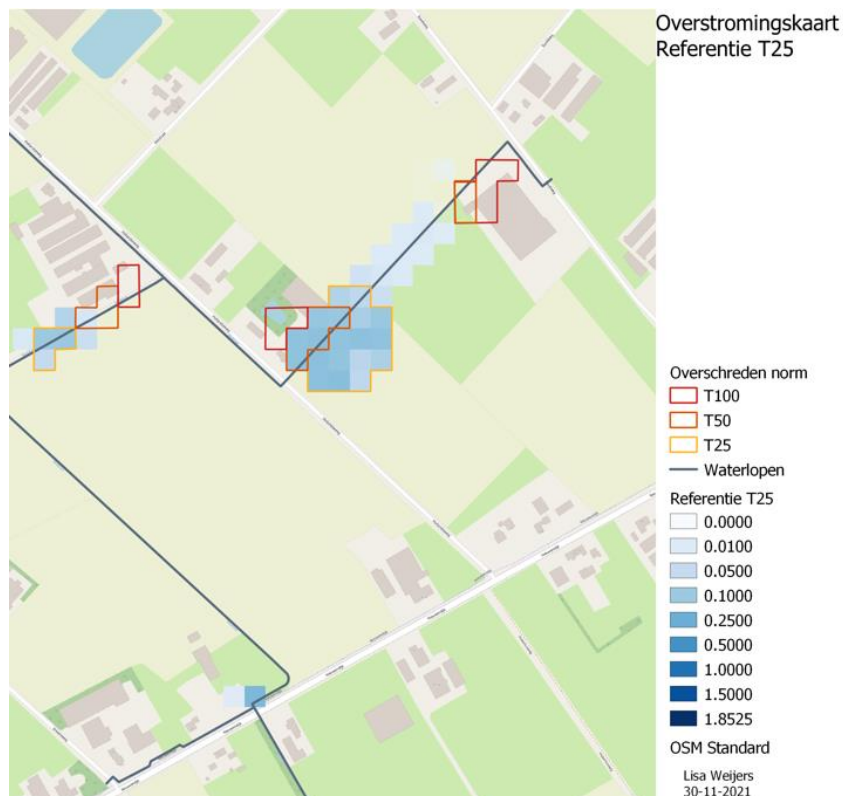 Overstromingskaart
Referentie T25
Overschreden norm
T100
T50
T25
Waterlopen
Referentie T25
0.0000
0.0100
0.0500
0.1000
0.2500
0.5000
1.0000
1.5000
1.8525
OSM Standard
Lisa Weijers
30-11-2021